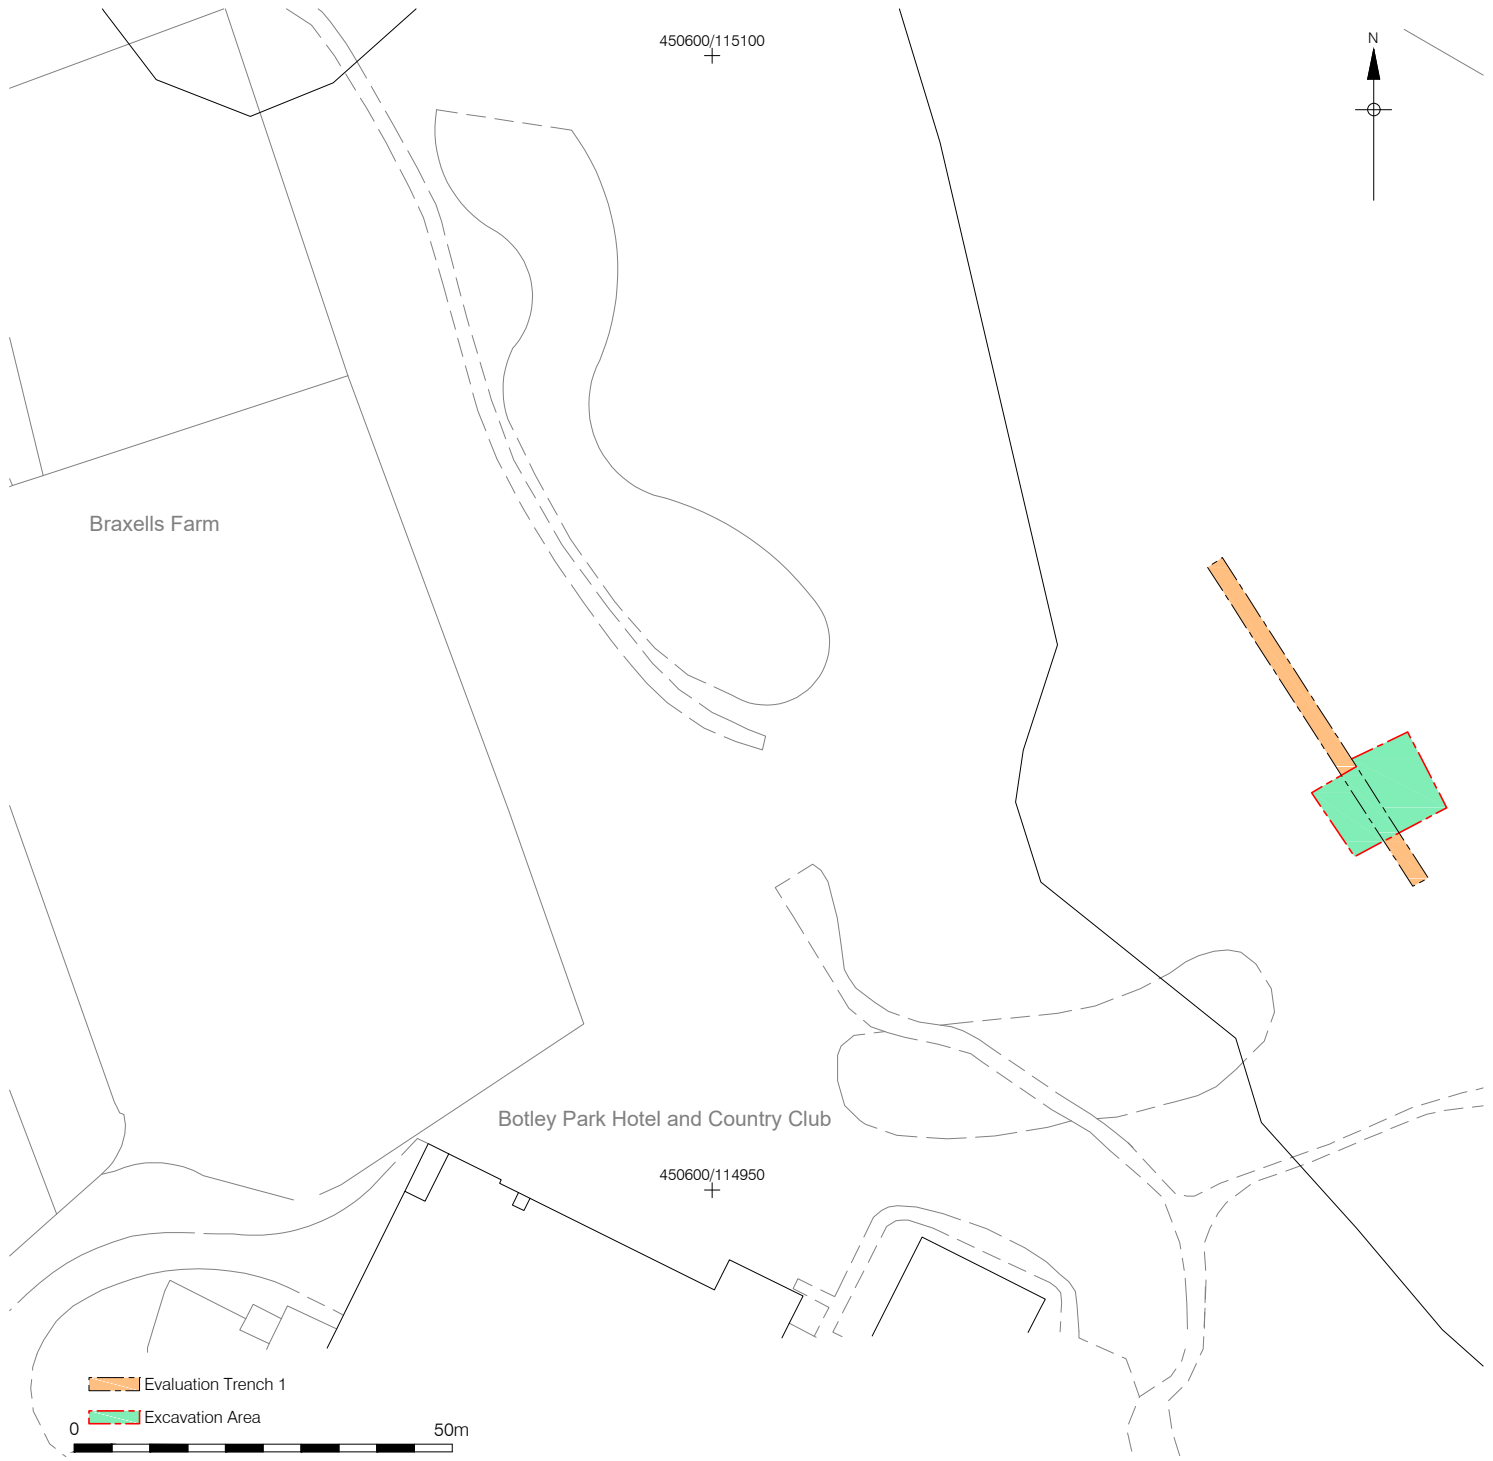 450600/115100
N
Braxells Farm
Botley Park Hotel and Country Club
450600/114950
Evaluation Trench 1
Excavation Area
0
50m